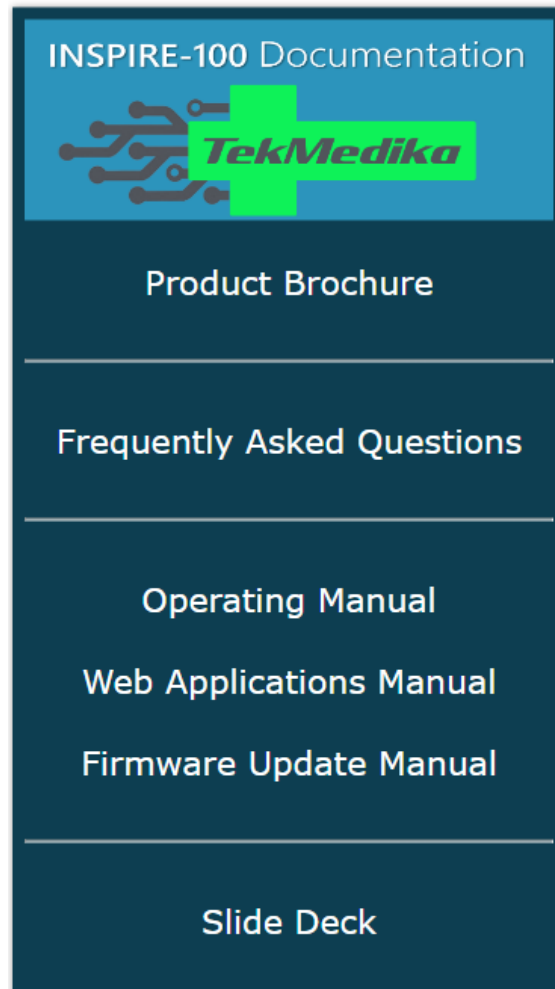 INSPIRE-100 Documentation
TekMedika
Product Brochure
Frequently Asked Questions
Operating Manual
Web Applications Manual
Firmware Update Manual
Slide Deck